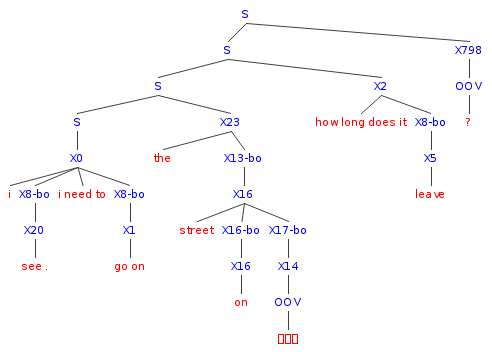 S
S X798
S X2 OOV
S X23 how long does it X8-bo ?
X0 the X13-bo X5
i X8-bo i need to X8-bo X16 leave
X20 X1 street X16-bo X17-bo
see . go on X16 X14
on OOV